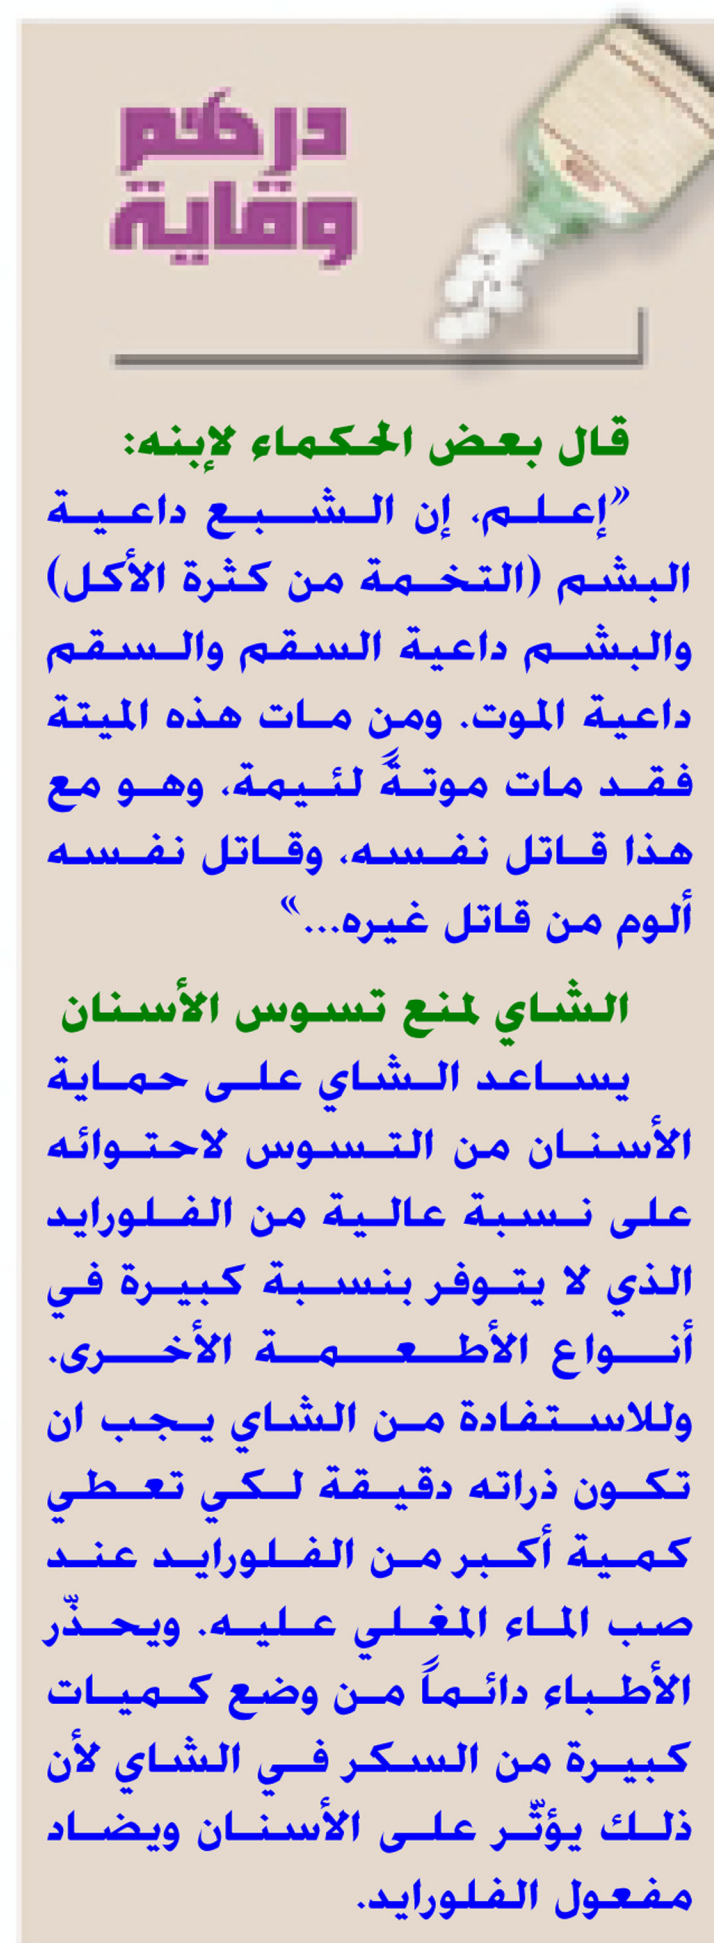 درهم
وقاية
قال بعض الحكماء لإبنه:
«إعلم، إن الشبع داعية
البشم (التخمة من كثرة الأكل)
والبشم داعية السقم والسقم
داعية الموت. ومن مات هذه الميتة
فقد مات موتةً لئيمة، وهو مع
هذا قاتل نفسه، وقاتل نفسه
ألوم من قاتل غيره...»
الشاي لمنع تسوس الأسنان
يساعد الشاي على حماية
الأسنان من التسوس لاحتوائه
على نسبة عالية من الفلورايد
الذي لا يتوفر بنسبة كبيرة في
أنواع الأطعمة الأخرى.
وللاستفادة من الشاي يجب ان
تكون ذراته دقيقة لكي تعطي
كمية أكبر من الفلورايد عند
صب الماء المغلي عليه. ويحذّر
الأطباء دائماً من وضع كميات
كبيرة من السكر في الشاي لأن
ذلك يؤثّر على الأسنان ويضاد
مفعول الفلورايد.